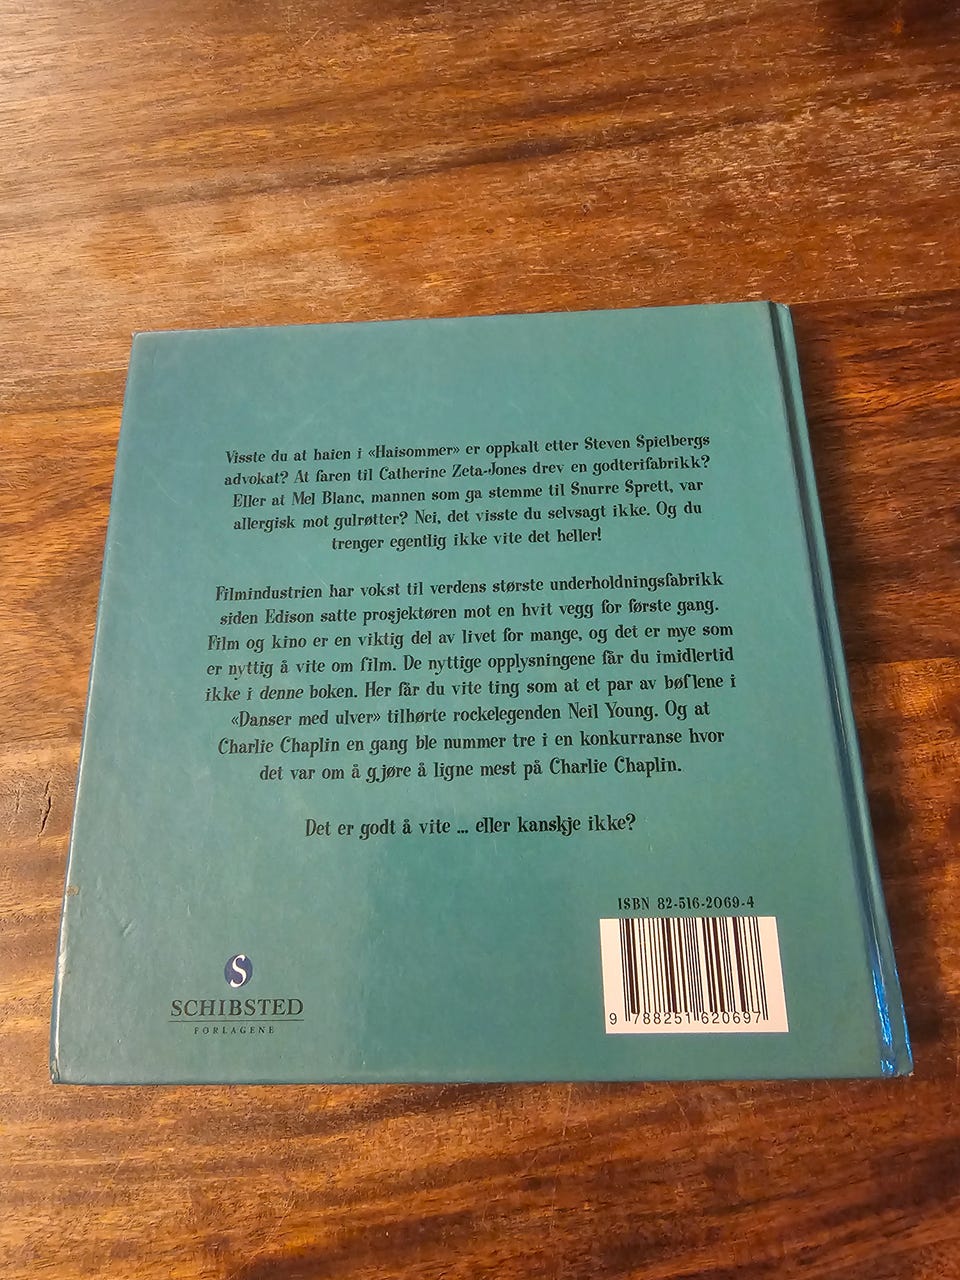 Visste du at haien i «Haisommer» er oppkalt etter Steven Spielbergs
advokat? At faren til Catherine Zeta-Jones drev en godterifabrikk?
Eller at Mel Blanc, mannen som ga stemme til Snurre Sprett, var
allergisk mot gulrøtter? Nei, det visste du selvsagt ikke. Og du
trenger egentlig ikke vite det heller!
Filmindustrien har vokst til verdens største underholdningsfabrikk
siden Edison satte prosjektøren mot en hvit vegg for første gang.
Film og kino er en viktig del av livet for mange, og det er mye som
er nyttig å vite om film. De nyttige opplysningene får du imidlertid
ikke i denne boken. Her får du vite ting som at et par av bøflene i
«Danser med ulver» tilhørte rockelegenden Neil Young. Og at
Charlie Chaplin en gang ble nummer tre i en konkurranse hvor
det var om å gjøre å ligne mest på Charlie Chaplin.
Det er godt å vite ... eller kanskje ikke?
ISBN 82-516-2069-4
9 788251 620697
S
SCHIBSTED
FORLAGENE